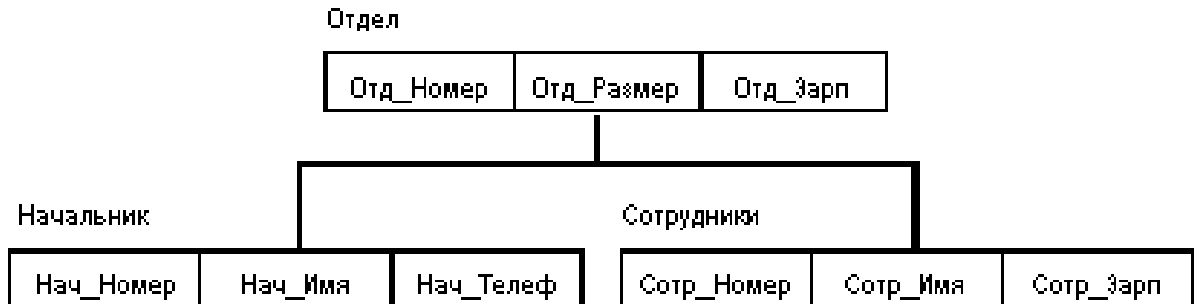 Отдел
Отд_Номер Отд_Размер Отд_Зарп
Начальник Сотрудники
Нач_Номер Нач_Имя Нач_Телеф Сотр_Номер Сотр_Имя Сотр_Зарп